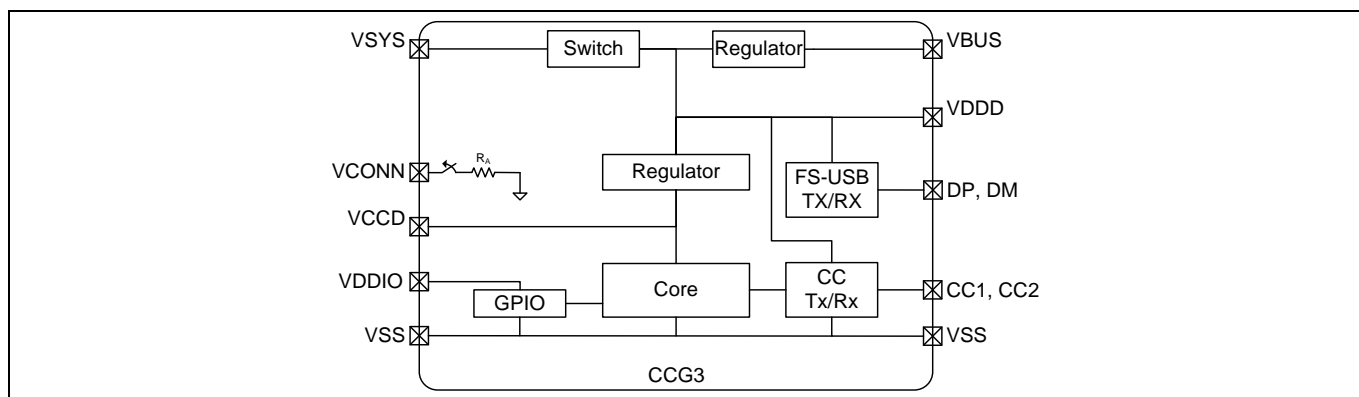 VSYS
Switch
Regulator
VBUS
VDDD
VCONN
RA
Regulator
FS-USB
TX/RX
DP, DM
VCCD
VDDIO
GPIO
Core
CC
Tx/Rx
CC1, CC2
VSS
VSS
CCG3